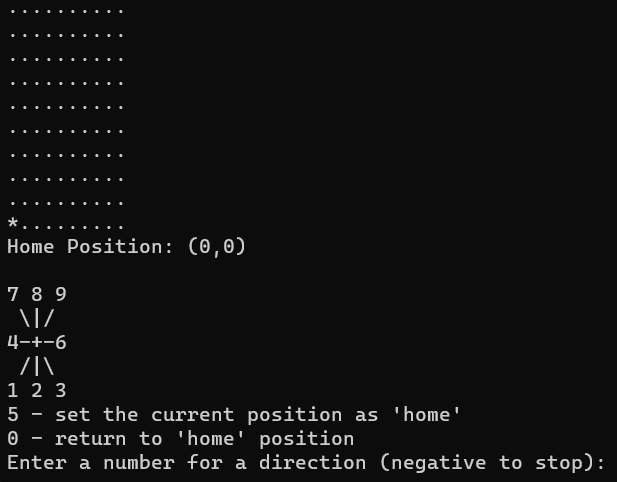 ..........
..........
..........
..........
..........
..........
..........
..........
..........
*.........
Home Position: (0,0)

7 8 9
 \|/
4-+-6
 /|\
1 2 3
5 - set the current position as 'home'
0 - return to 'home' position
Enter a number for a direction (negative to stop):